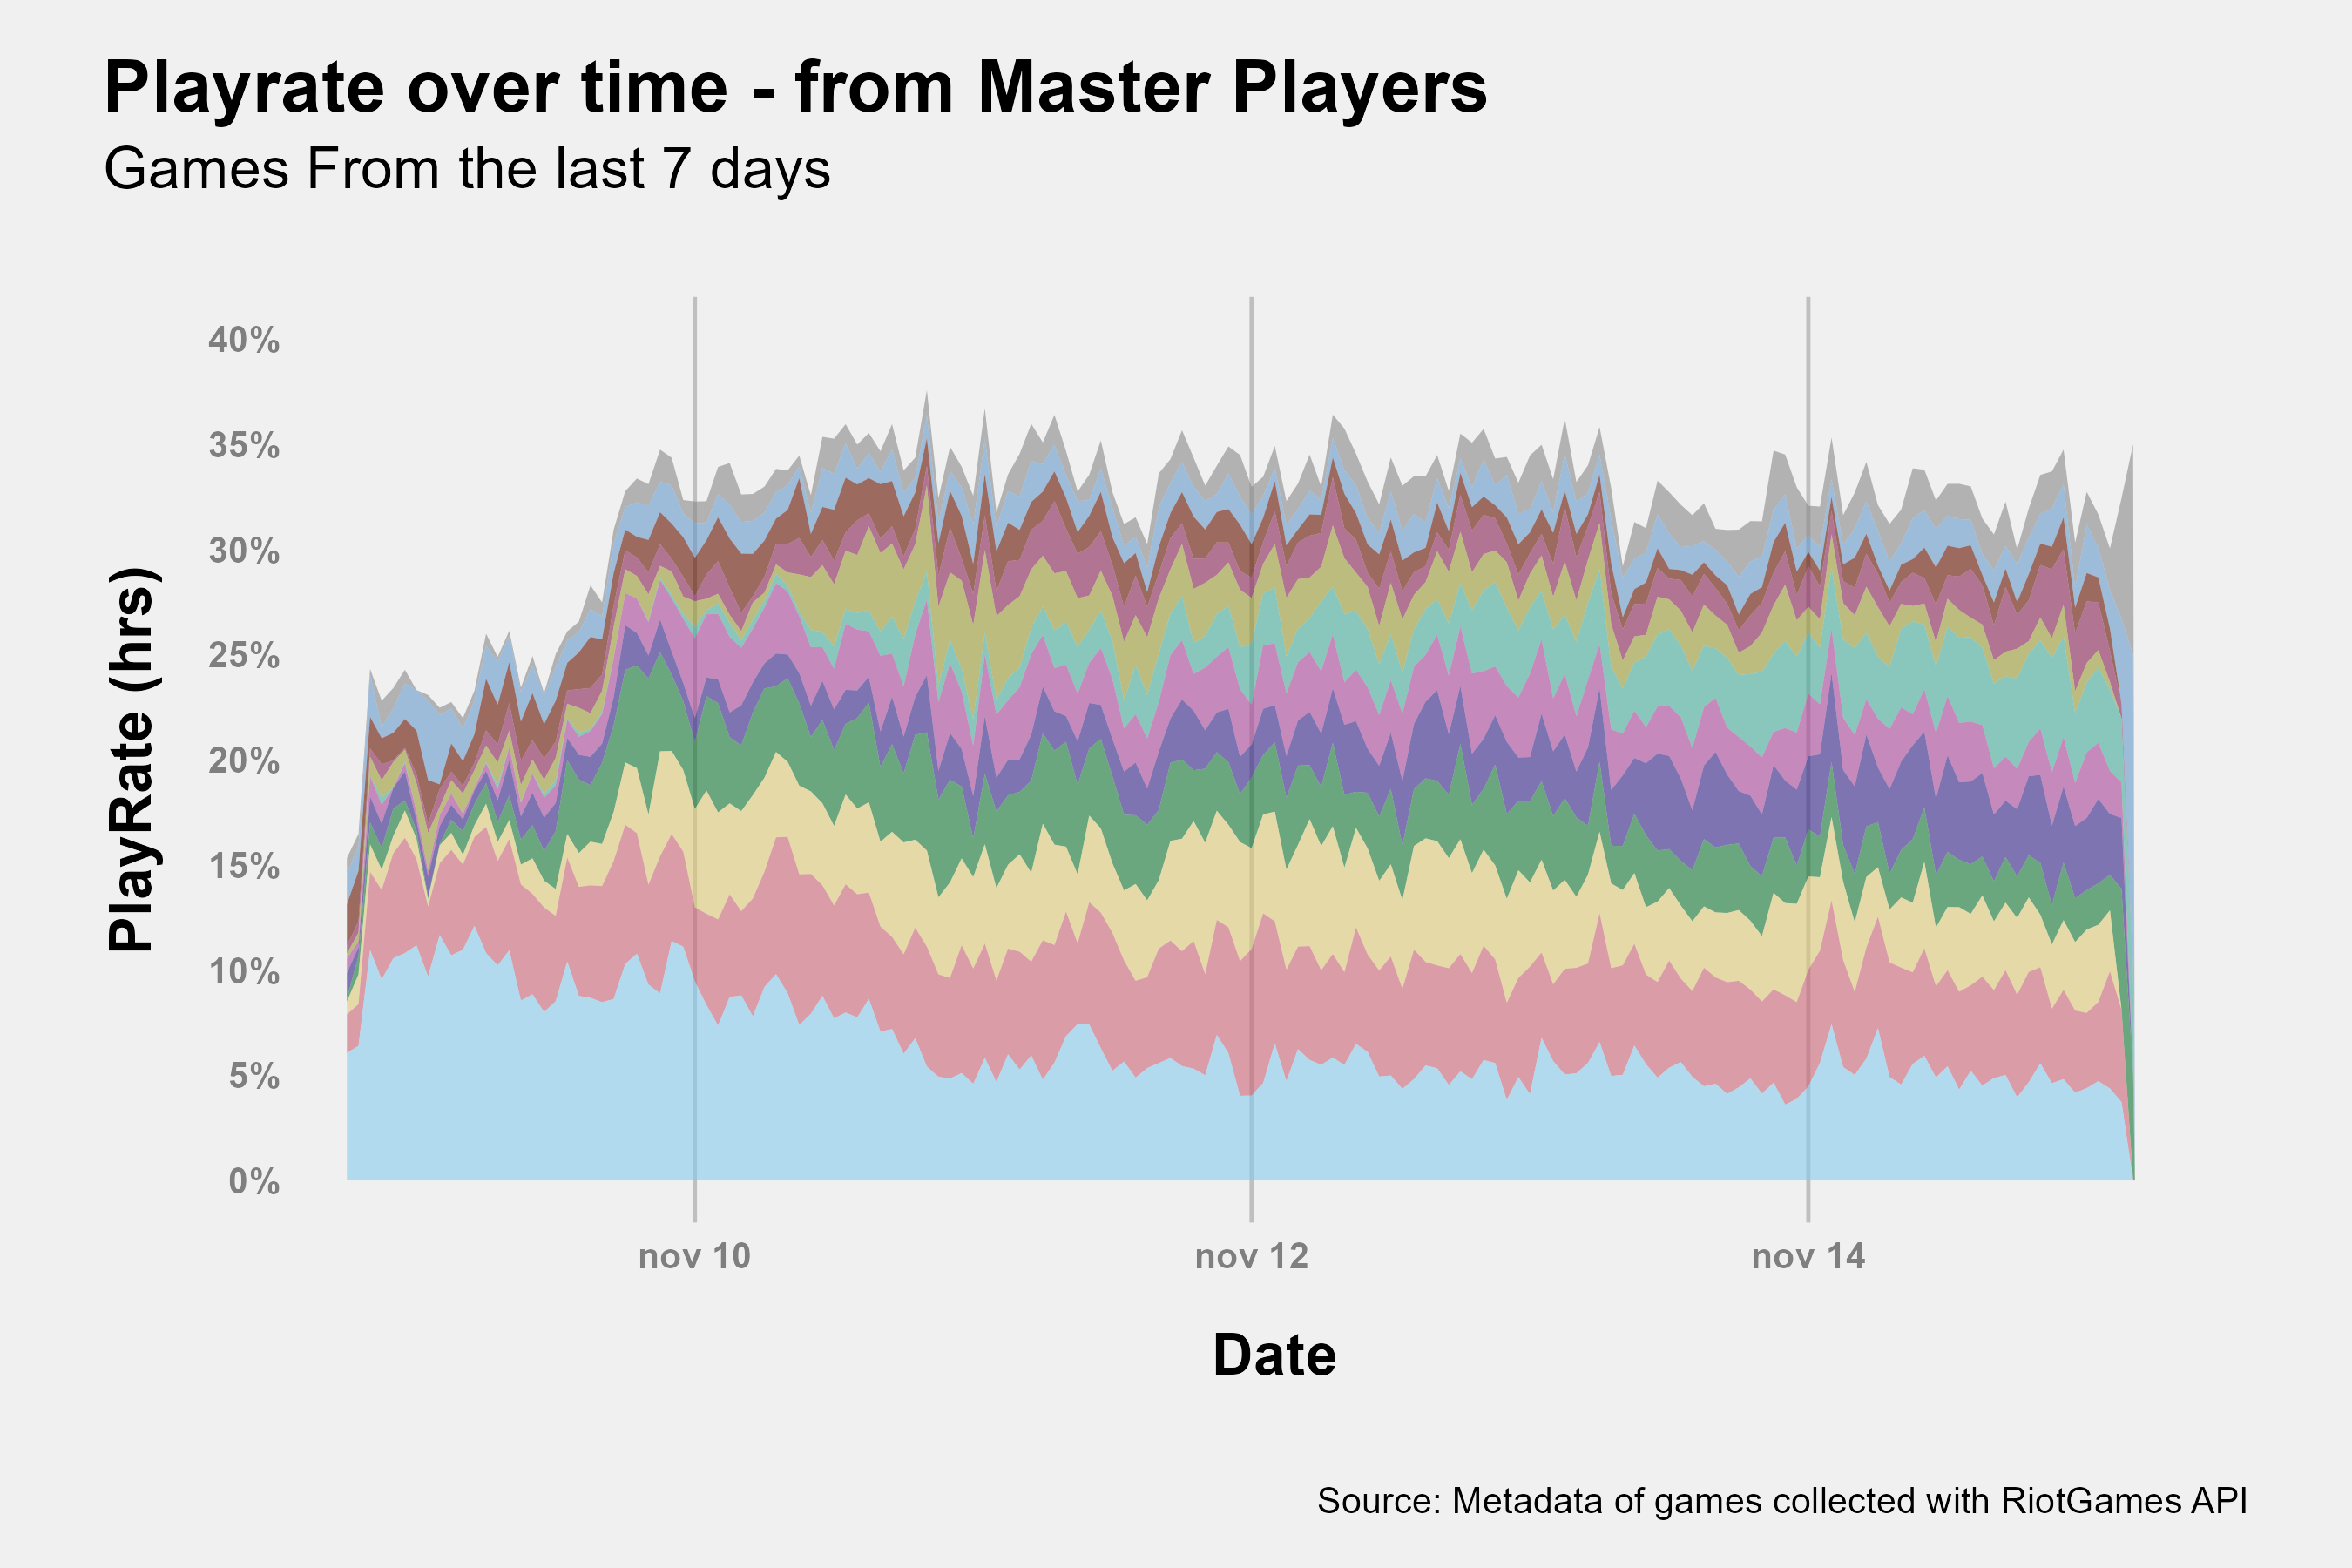 Playrate over time - from Master Players
Games From the last 7 days
PlayRate (hrs)
40%
35%
30%
25%
20%
15%
10%
5%
0%
nov 10
nov 12
nov 14
Date
Source: Metadata of games collected with RiotGames API